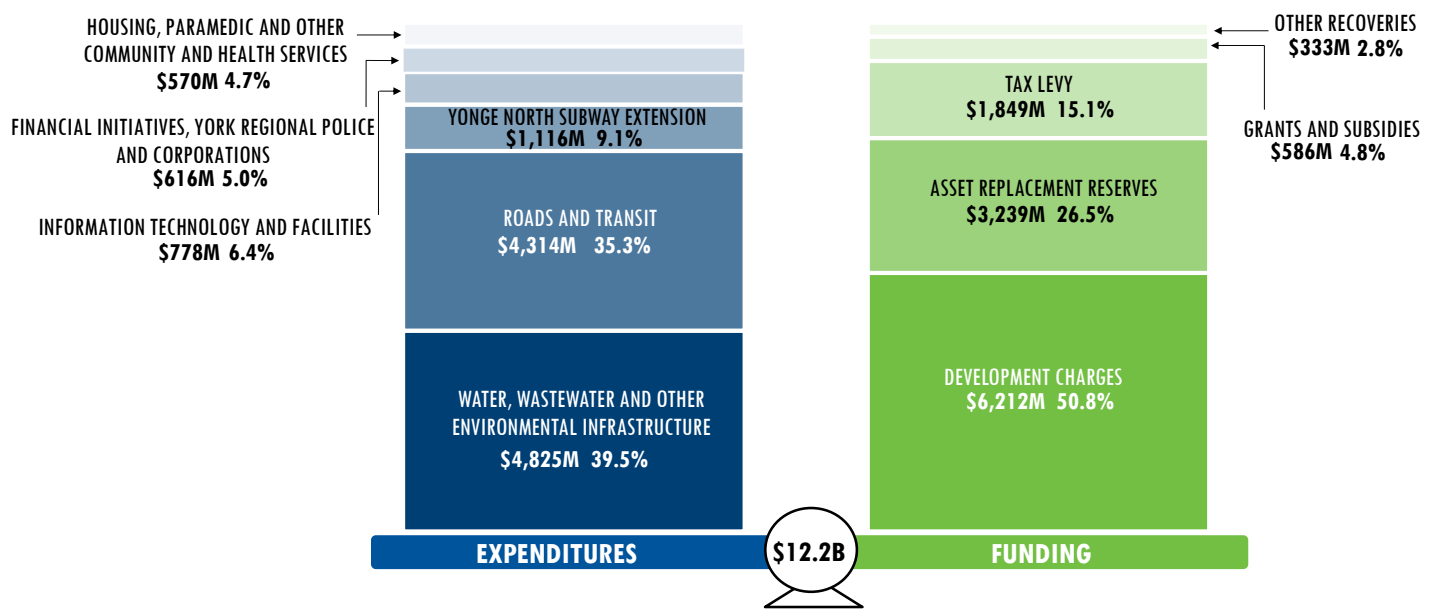 HOUSING, PARAMEDIC AND OTHER
COMMUNITY AND HEALTH SERVICES
$570M 4.7%
FINANCIAL INITIATIVES, YORK REGIONAL POLICE
AND CORPORATIONS
$616M 5.0%
INFORMATION TECHNOLOGY AND FACILITIES
$778M 6.4%
YONGE NORTH SUBWAY EXTENSION
$1,116M 9.1%
ROADS AND TRANSIT
$4,314M 35.3%
WATER, WASTEWATER AND OTHER
ENVIRONMENTAL INFRASTRUCTURE
$4,825M 39.5%
OTHER RECOVERIES
$333M 2.8%
GRANTS AND SUBSIDIES
$586M 4.8%
TAX LEVY
$1,849M 15.1%
ASSET REPLACEMENT RESERVES
$3,239M 26.5%
DEVELOPMENT CHARGES
$6,212M 50.8%
EXPENDITURES
$12.2B
FUNDING